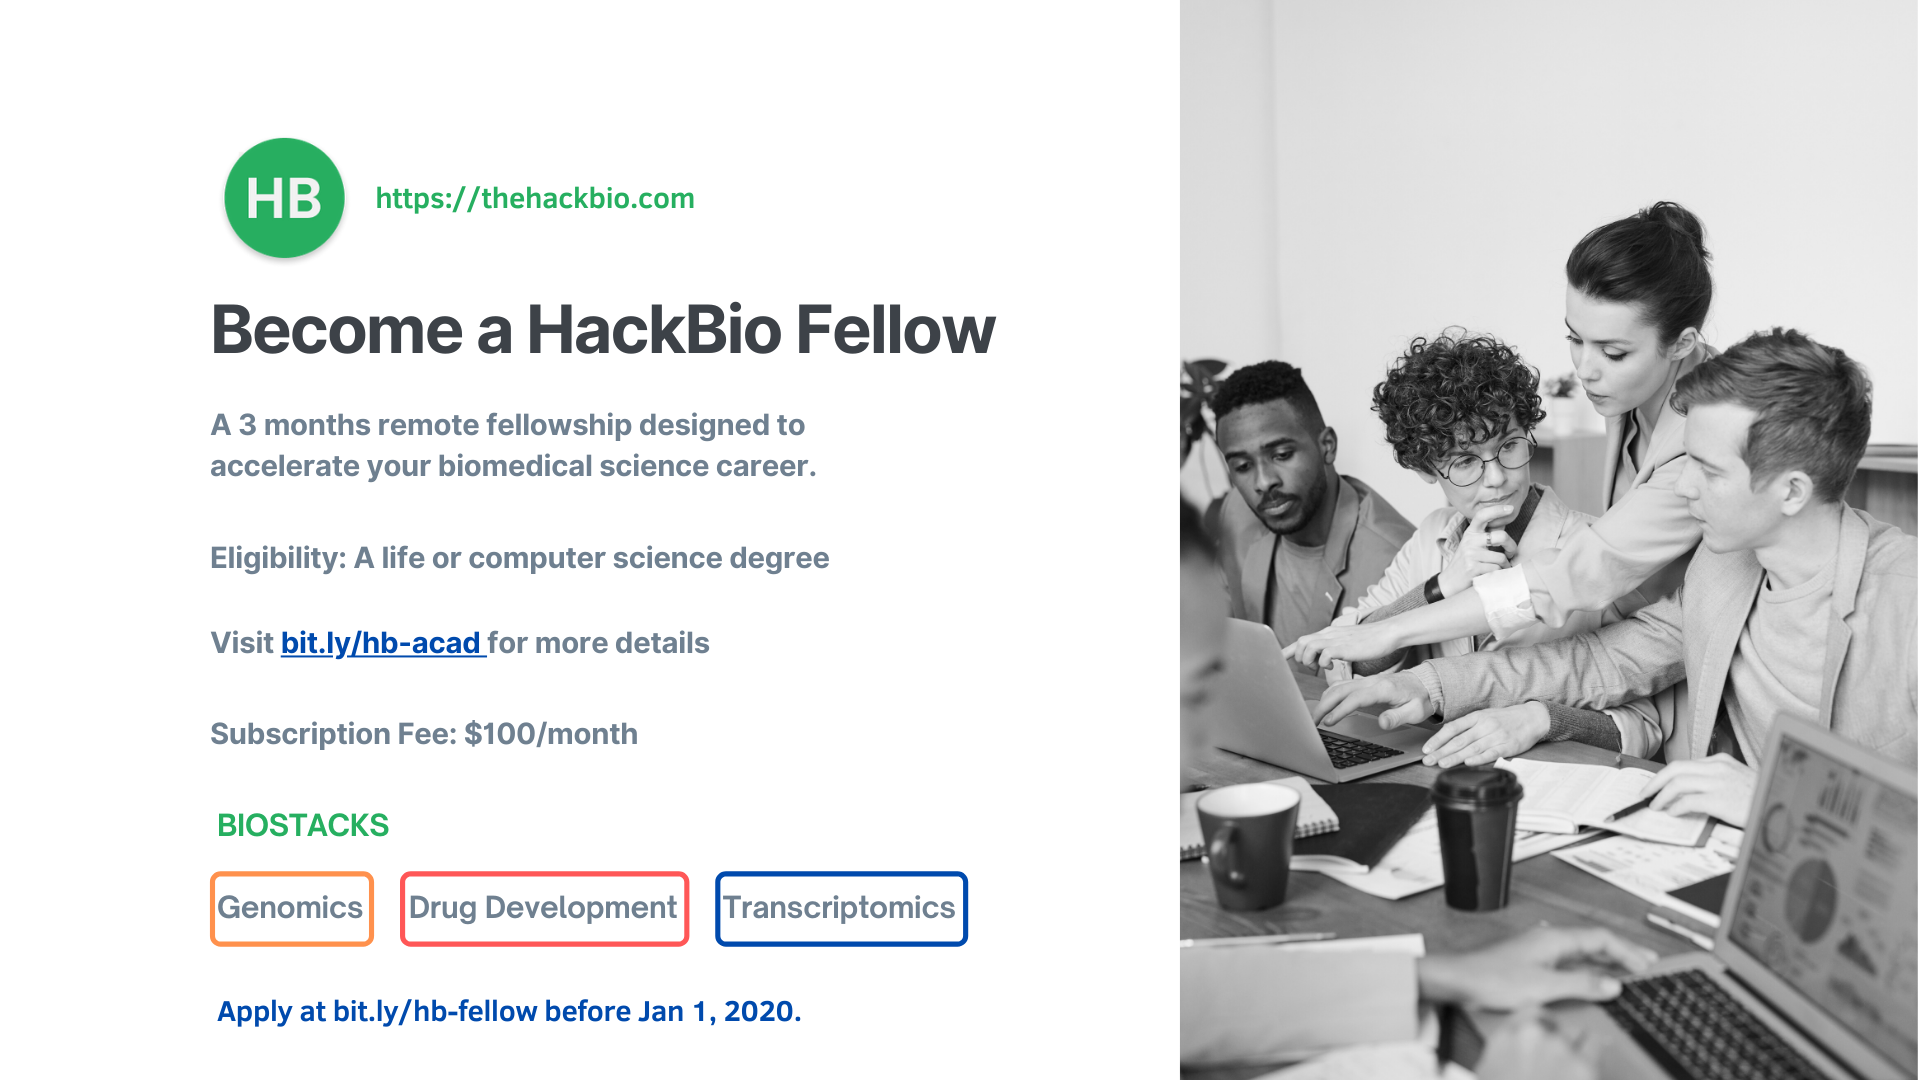 HB
https://thehackbio.com
Become a HackBio Fellow
A 3 months remote fellowship designed to
accelerate your biomedical science career.
Eligibility: A life or computer science degree
Visit bit.ly/hb-acad for more details
Subscription Fee: $100/month
BIOSTACKS
Genomics
Drug Development
Transcriptomics
Apply at bit.ly/hb-fellow before Jan 1, 2020.